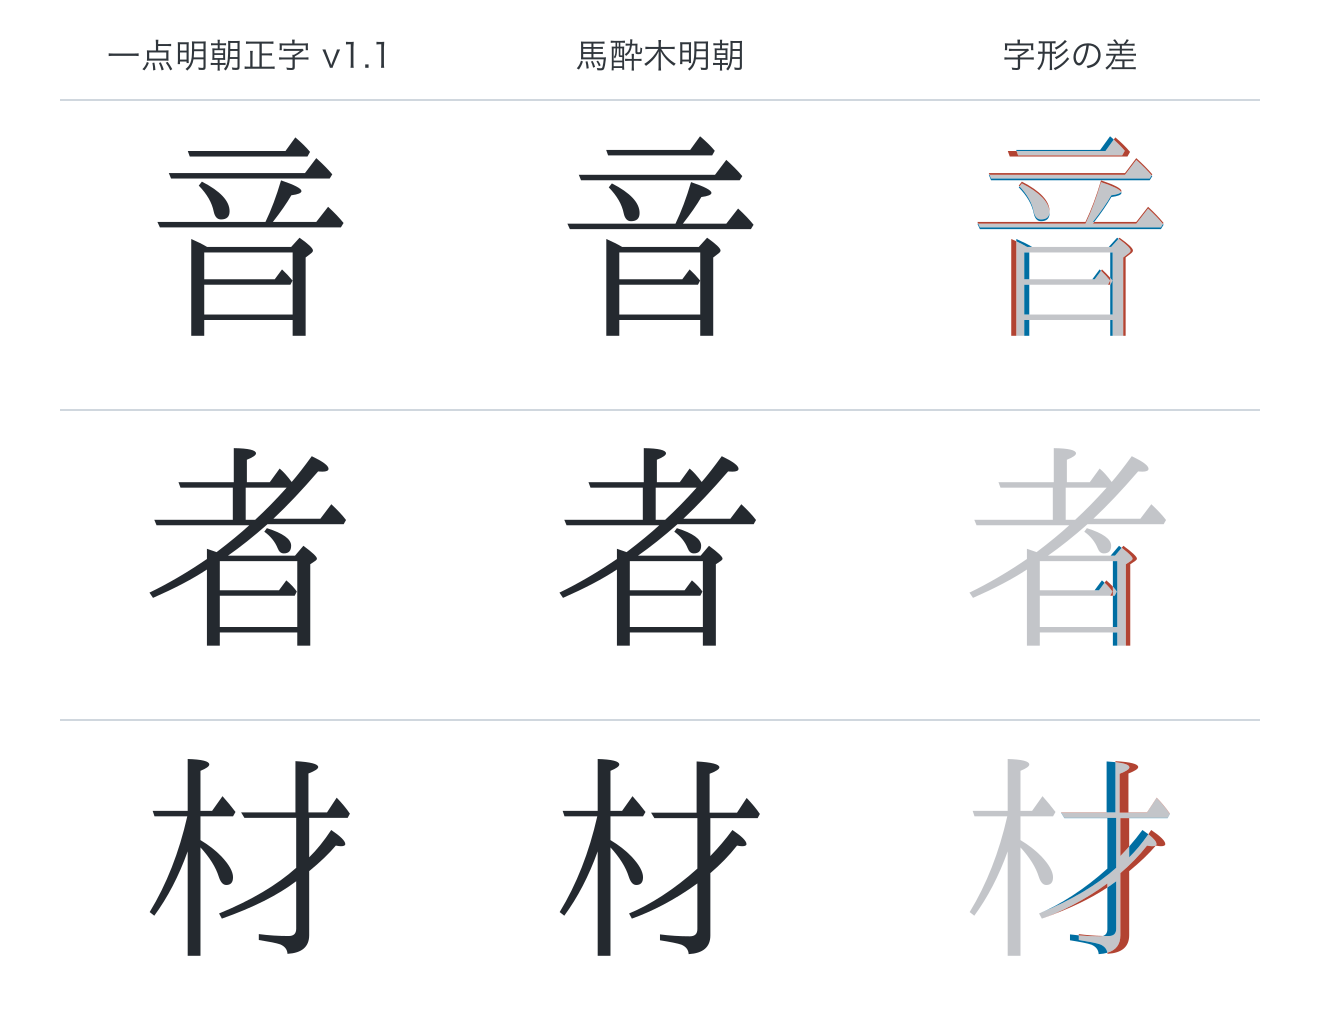 一点明朝正字 v1.1 馬酔木明朝 字形の差
音 音 音
者 者 者
材 材 材